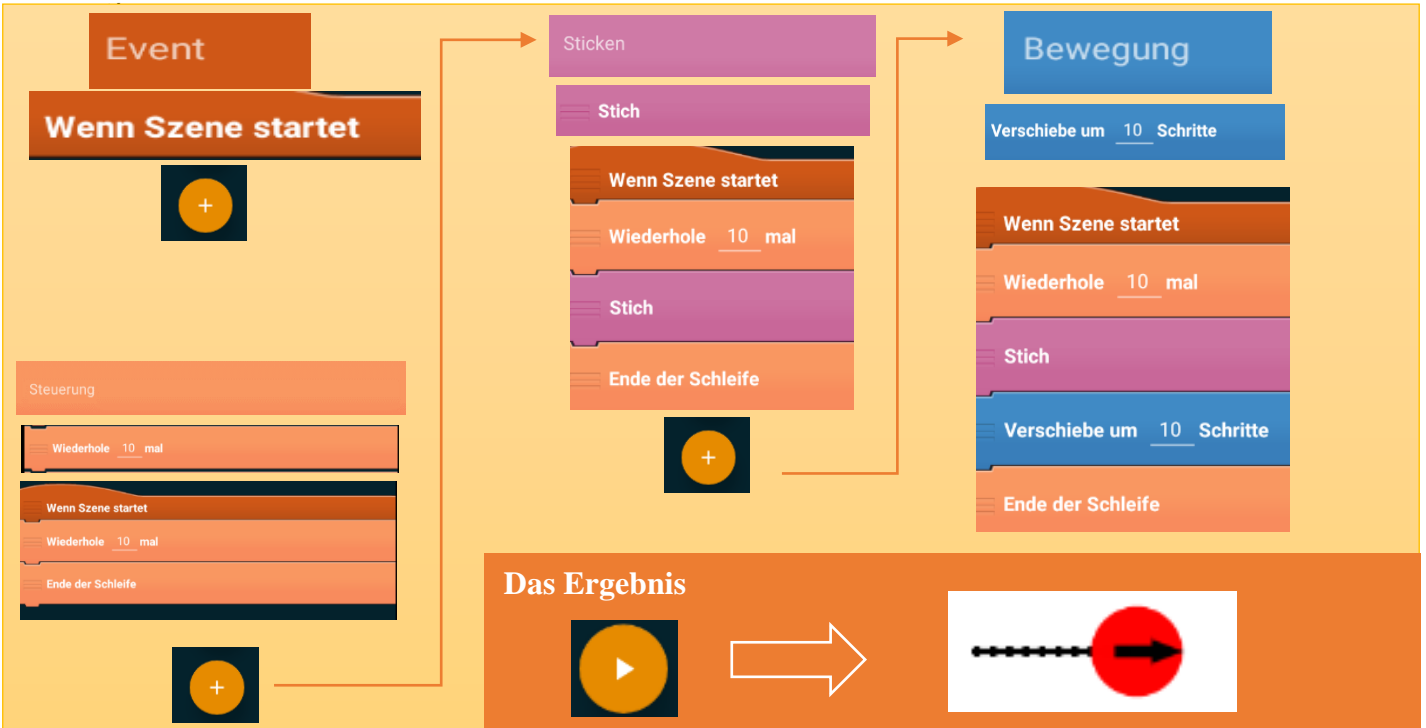 Event
Wenn Szene startet
+
Steuerung
Wiederhole 10 mal
Wenn Szene startet
Wiederhole 10 mal
Ende der Schleife
+
Sticken
Stich
Wenn Szene startet
Wiederhole 10 mal
Stich
Ende der Schleife
+
Bewegung
Verschiebe um 10 Schritte
Wenn Szene startet
Wiederhole 10 mal
Stich
Verschiebe um 10 Schritte
Ende der Schleife
Das Ergebnis